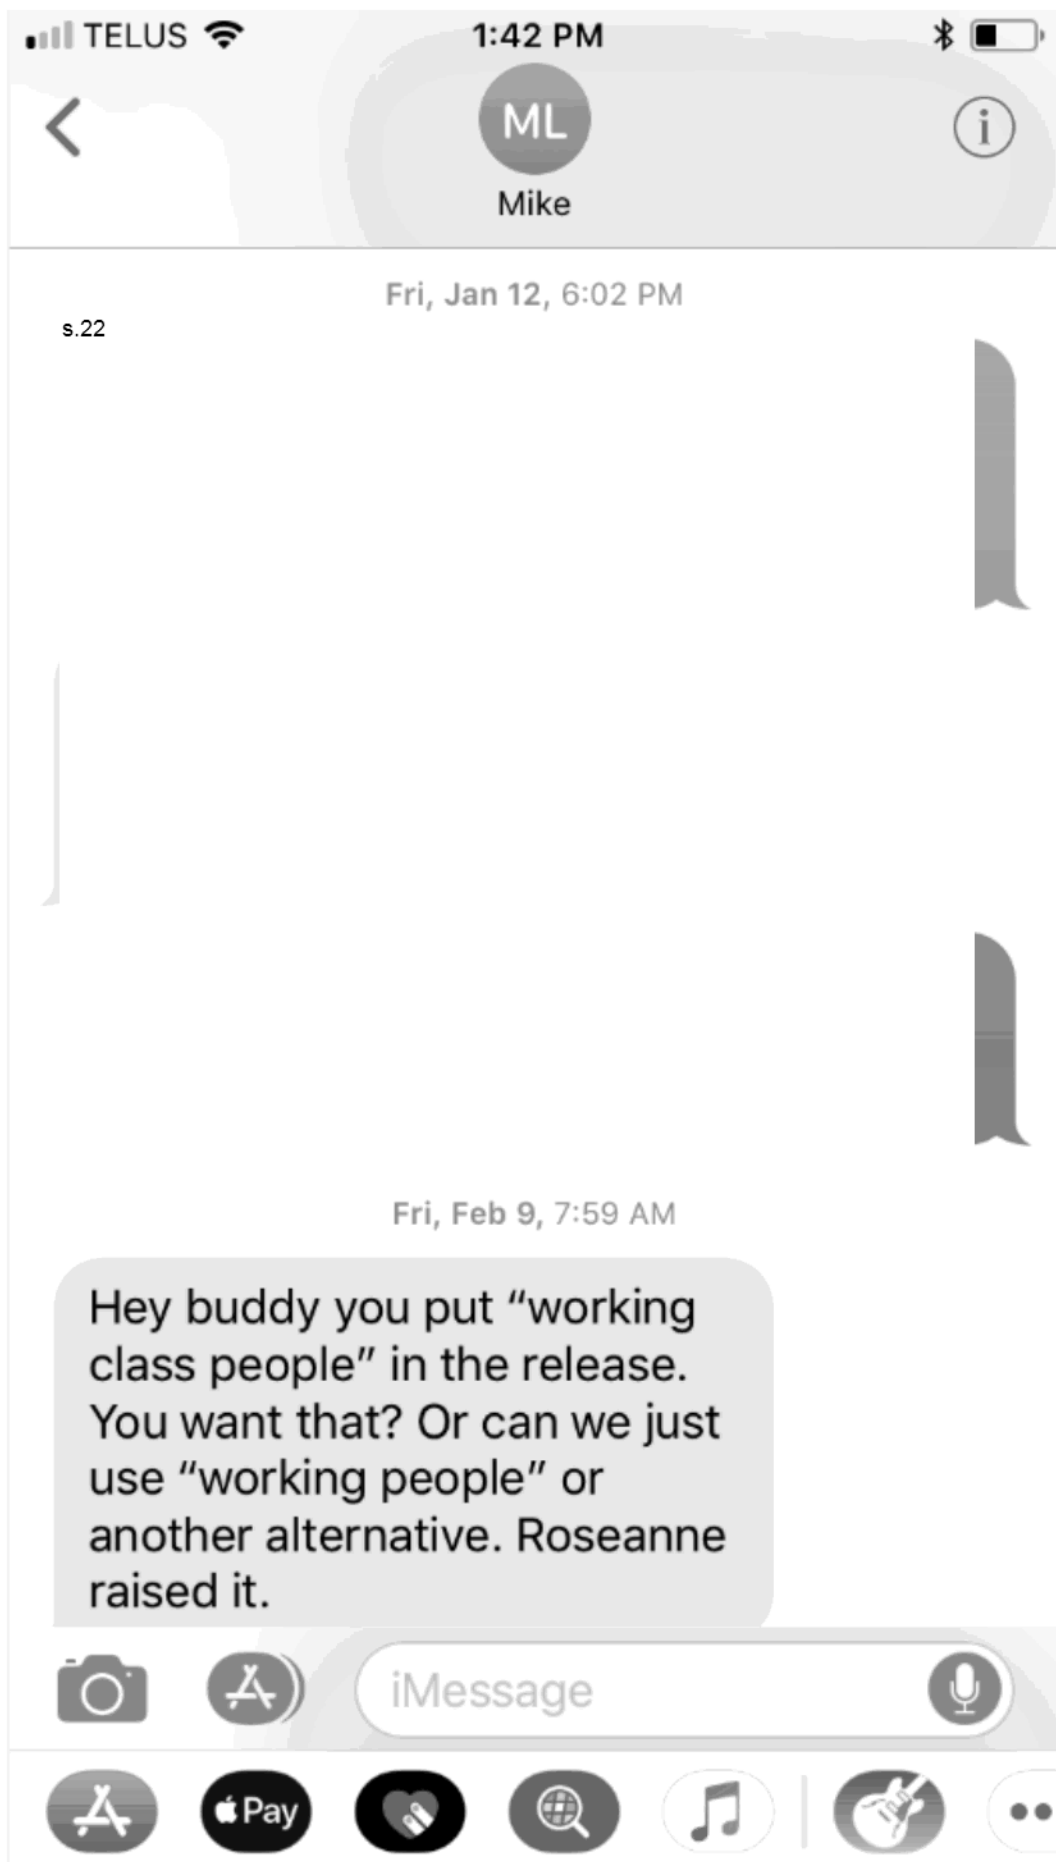 TELUS 1:42 PM
ML
i
Mike
Fri, Jan 12, 6:02 PM
s.22
Fri, Feb 9, 7:59 AM
Hey buddy you put “working
class people” in the release.
You want that? Or can we just
use “working people” or
another alternative. Roseanne
raised it.
iMessage
Pay